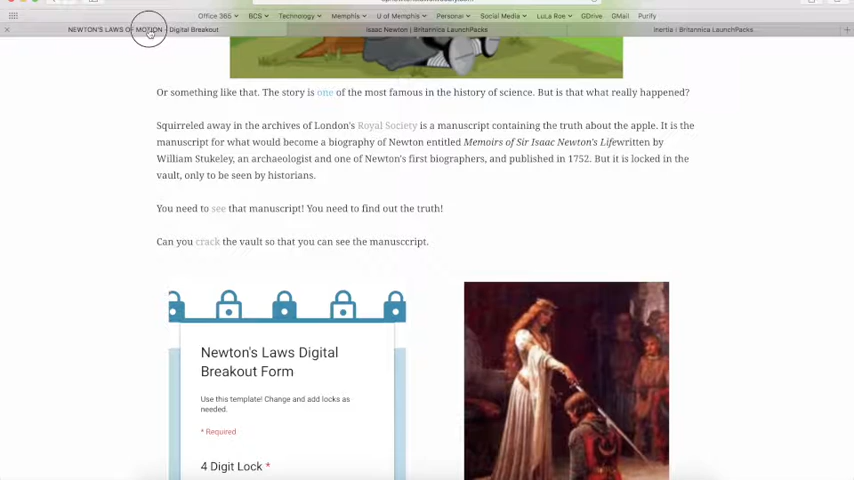 Office 365 BCS Technology Memphis U of Memphis Personal Social Media LuLa Roe GDrive GMail Purify
NEWTON'S LAWS OF MOTION - Digital Breakout Isaac Newton | Britannica LaunchPacks Inertia | Britannica LaunchPacks
Or something like that. The story is one of the most famous in the history of science. But is that what really happened?
Squirreled away in the archives of London's Royal Society is a manuscript containing the truth about the apple. It is the
manuscript for what would become a biography of Newton entitled Memoirs of Sir Isaac Newton's Lifewritten by
William Stukeley, an archaeologist and one of Newton's first biographers, and published in 1752. But it is locked in the
vault, only to be seen by historians.
You need to see that manuscript! You need to find out the truth!
Can you crack the vault so that you can see the manusccript.
Newton's Laws Digital
Breakout Form
Use this template! Change and add locks as
needed.
* Required
4 Digit Lock *